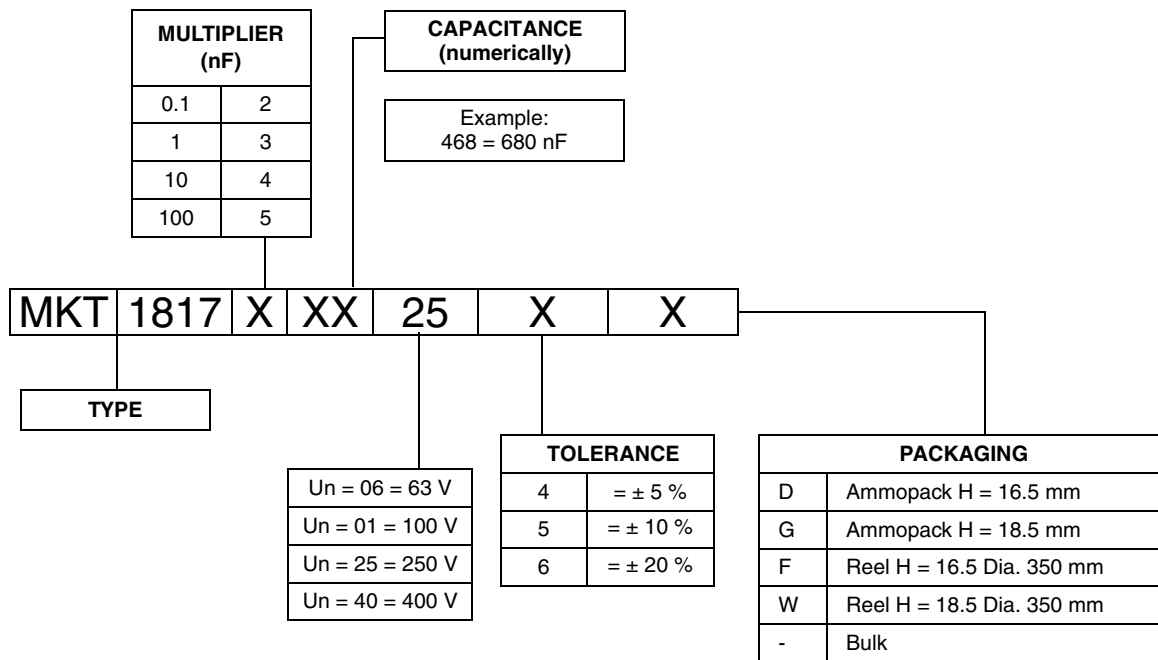 MULTIPLIER
(nF)
0.1 2
1 3
10 4
100 5
CAPACITANCE
(numerically)
Example:
468 = 680 nF
MKT 1817 X XX 25 X X
TYPE
Un = 06 = 63 V
Un = 01 = 100 V
Un = 25 = 250 V
Un = 40 = 400 V
TOLERANCE
4 = ± 5 %
5 = ± 10 %
6 = ± 20 %
PACKAGING
D Ammopack H = 16.5 mm
G Ammopack H = 18.5 mm
F Reel H = 16.5 Dia. 350 mm
W Reel H = 18.5 Dia. 350 mm
- Bulk